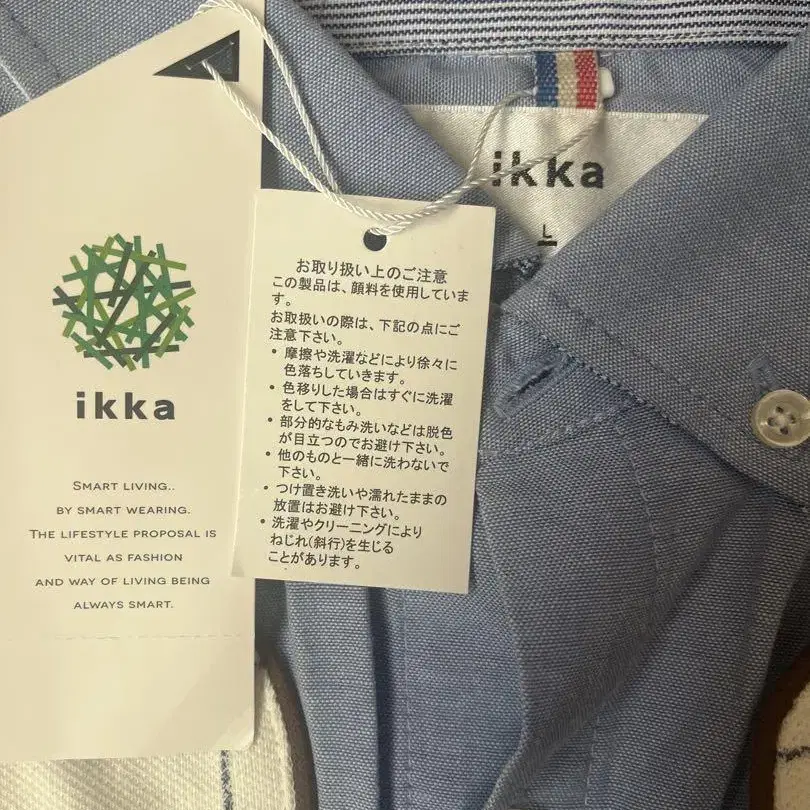 ikka
SMART LIVING..
BY SMART WEARING.
THE LIFESTYLE PROPOSAL IS
VITAL AS FASHION
AND WAY OF LIVING BEING
ALWAYS SMART.
お取り扱い上のご注意
この製品は、顔料を使用していま
す。
お取扱いの際は、下記の点にご
注意下さい。
• 摩擦や洗濯などにより徐々に
色落ちしていきます。
• 色移りした場合はすぐに洗濯
をして下さい。
• 部分的なもみ洗いなどは脱色
が目立つのでお避け下さい。
• 他のものと一緒に洗わないで
下さい。
• つけ置き洗いや濡れたままの
放置はお避け下さい。
• 洗濯やクリーニングにより
ねじれ(斜行)を生じる
ことがあります。
ikka
L